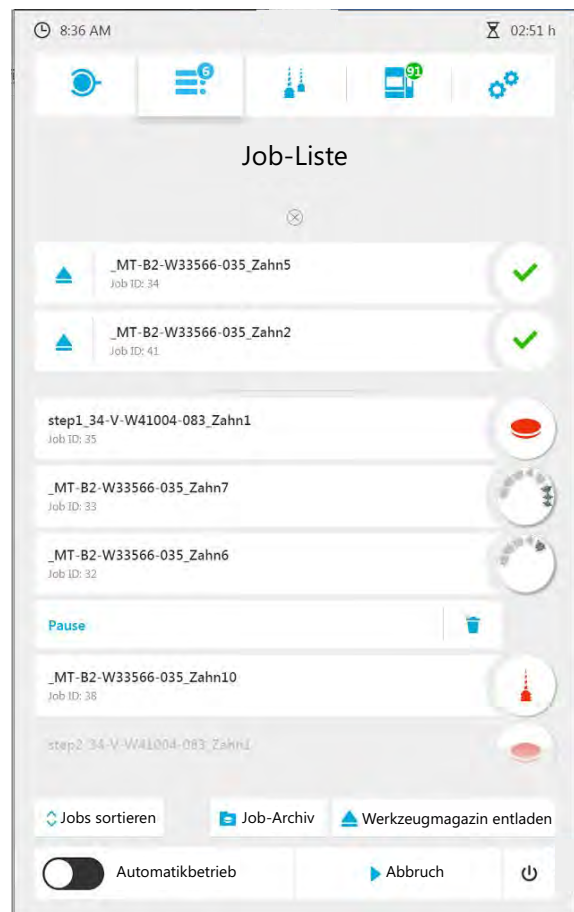 8:36 AM
02:51 h
6
91
Job-Liste
_MT-B2-W33566-035_Zahn5
Job ID: 34
_MT-B2-W33566-035_Zahn2
Job ID: 41
step1_34-V-W41004-083_Zahn1
Job ID: 35
_MT-B2-W33566-035_Zahn7
Job ID: 33
_MT-B2-W33566-035_Zahn6
Job ID: 32
Pause
_MT-B2-W33566-035_Zahn10
Job ID: 38
step2_34-V-W41004-083_Zahn1
Jobs sortieren
Job-Archiv
Werkzeugmagazin entladen
Automatikbetrieb
Abbruch